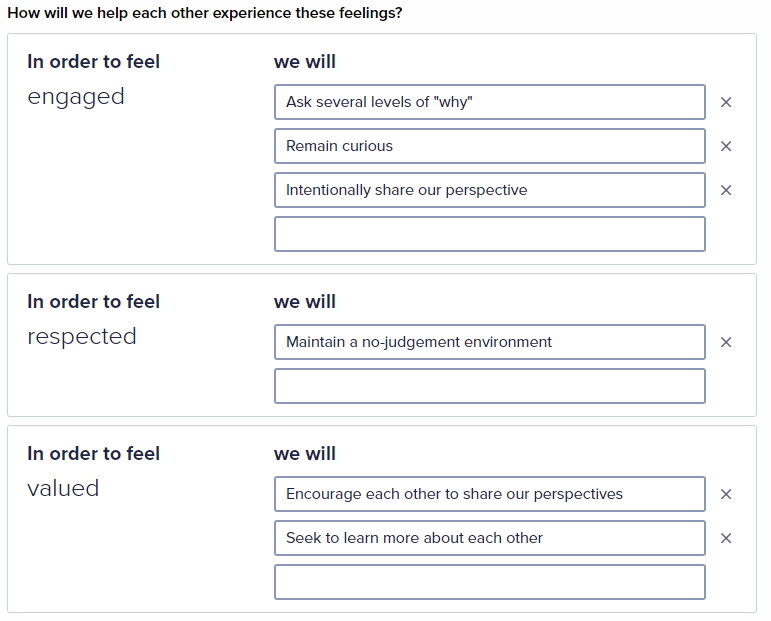 How will we help each other experience these feelings?
In order to feel
we will
engaged
Ask several levels of "why"
Remain curious
Intentionally share our perspective
In order to feel
we will
respected
Maintain a no-judgement environment
In order to feel
we will
valued
Encourage each other to share our perspectives
Seek to learn more about each other